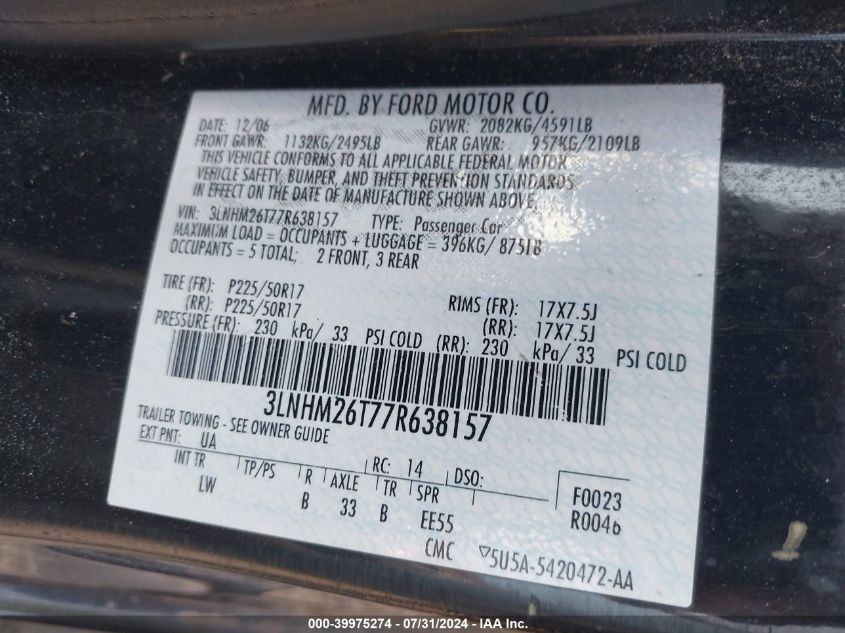 MFD. BY FORD MOTOR CO.
DATE: 12/06 GVWR: 2082KG/4591LB
FRONT GAWR: 1132KG/2495LB REAR GAWR: 957KG/2109LB
THIS VEHICLE CONFORMS TO ALL APPLICABLE FEDERAL MOTOR
VEHICLE SAFETY, BUMPER, AND THEFT PREVENTION STANDARDS
IN EFFECT ON THE DATE OF MANUFACTURE SHOWN ABOVE.
VIN: 3LNHM26T77R638157 TYPE: Passenger Car
MAXIMUM LOAD = OCCUPANTS + LUGGAGE = 396KG/ 875LB
OCCUPANTS = 5 TOTAL: 2 FRONT, 3 REAR
TIRE (FR): P225/50R17 RIMS (FR): 17X7.5J
(RR): P225/50R17 (RR): 17X7.5J
PRESSURE (FR): 230 kPa/ 33 PSI COLD (RR): 230 kPa/ 33 PSI COLD
3LNHM26T77R638157
TRAILER TOWING - SEE OWNER GUIDE
EXT PNT: UA RC: 14 DSO:
INT TR TP/PS R AXLE TR SPR F0023
LW B 33 B EE55 R0046
CMC ▽5U5A-5420472-AA
000-39975274 - 07/31/2024 - IAA Inc.